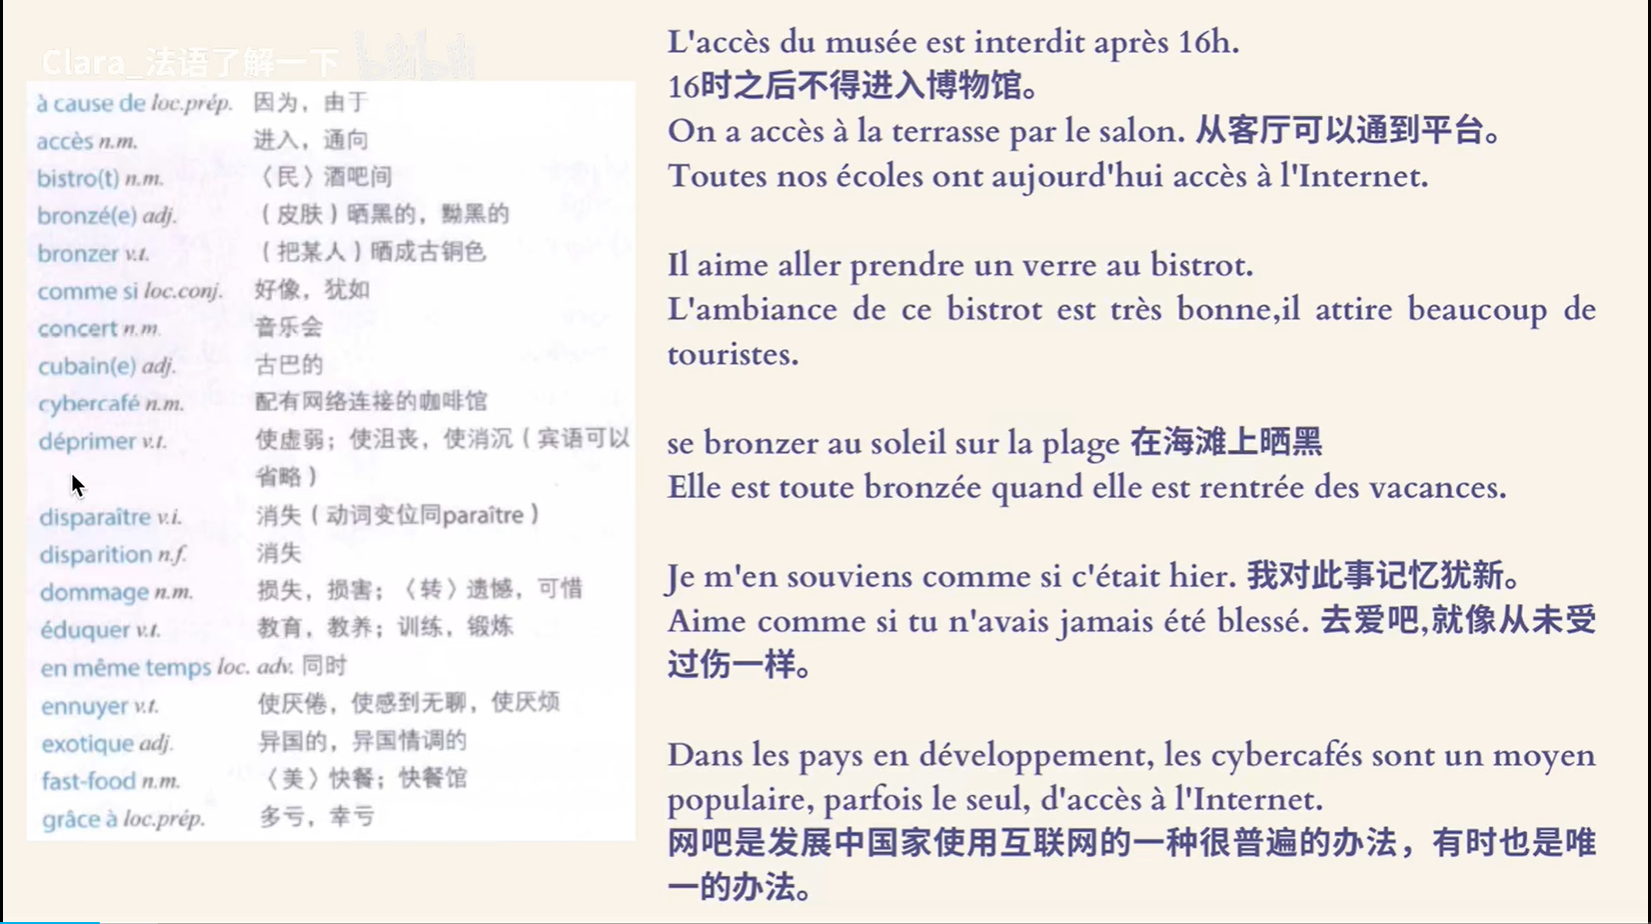 Clara_法语了解一下 bilibili
à cause de loc.prép. 因为，由于
accès n.m. 进入，通向
bistro(t) n.m. 〈民〉酒吧间
bronzé(e) adj. （皮肤）晒黑的，黝黑的
bronzer v.t. （把某人）晒成古铜色
comme si loc.conj. 好像，犹如
concert n.m. 音乐会
cubain(e) adj. 古巴的
cybercafé n.m. 配有网络连接的咖啡馆
déprimer v.t. 使虚弱；使沮丧，使消沉（宾语可以
省略）
disparaître v.i. 消失（动词变位同paraître）
disparition n.f. 消失
dommage n.m. 损失，损害；〈转〉遗憾，可惜
éduquer v.t. 教育，教养；训练，锻炼
en même temps loc. adv. 同时
ennuyer v.t. 使厌倦，使感到无聊，使厌烦
exotique adj. 异国的，异国情调的
fast-food n.m. 〈美〉快餐；快餐馆
grâce à loc.prép. 多亏，幸亏
L'accès du musée est interdit après 16h.
16时之后不得进入博物馆。
On a accès à la terrasse par le salon. 从客厅可以通到平台。
Toutes nos écoles ont aujourd'hui accès à l'Internet.
Il aime aller prendre un verre au bistrot.
L'ambiance de ce bistrot est très bonne,il attire beaucoup de
touristes.
se bronzer au soleil sur la plage 在海滩上晒黑
Elle est toute bronzée quand elle est rentrée des vacances.
Je m'en souviens comme si c'était hier. 我对此事记忆犹新。
Aime comme si tu n'avais jamais été blessé. 去爱吧,就像从未受
过伤一样。
Dans les pays en développement, les cybercafés sont un moyen
populaire, parfois le seul, d'accès à l'Internet.
网吧是发展中国家使用互联网的一种很普遍的办法，有时也是唯
一的办法。